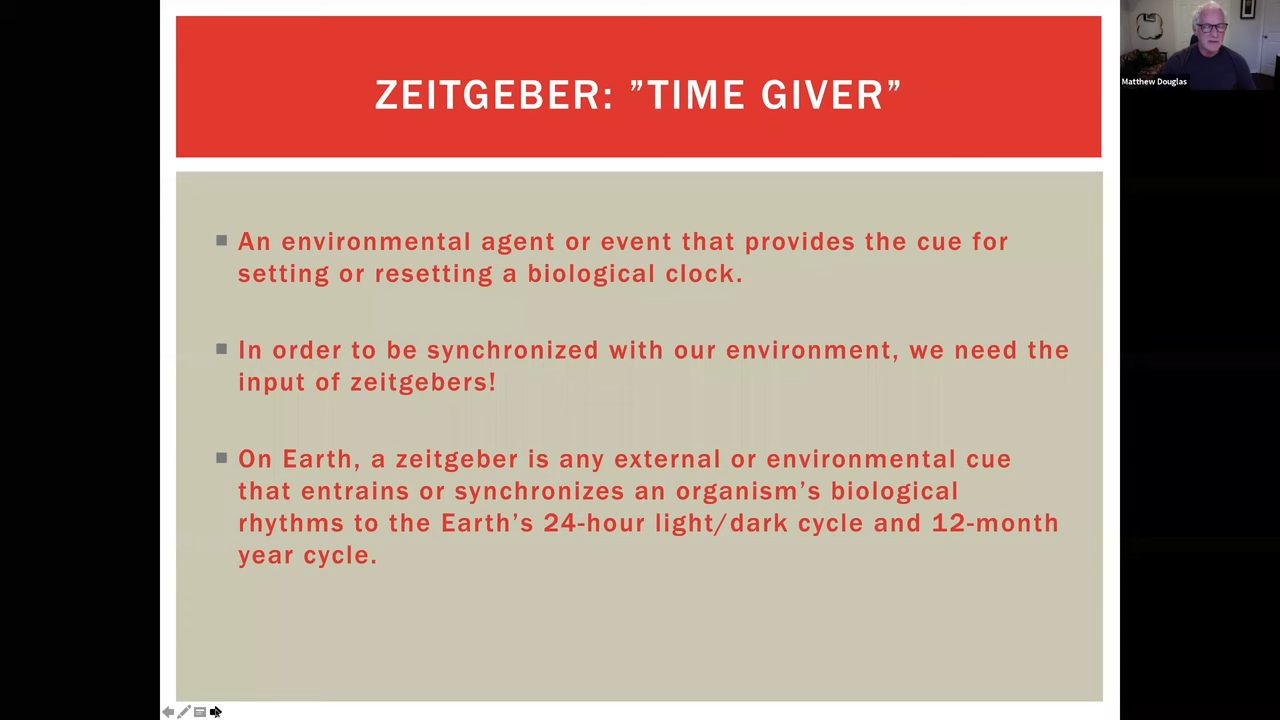 ZEITGEBER: ”TIME GIVER”
Matthew Douglas
An environmental agent or event that provides the cue for
setting or resetting a biological clock.
In order to be synchronized with our environment, we need the
input of zeitgebers!
On Earth, a zeitgeber is any external or environmental cue
that entrains or synchronizes an organism’s biological
rhythms to the Earth’s 24-hour light/dark cycle and 12-month
year cycle.